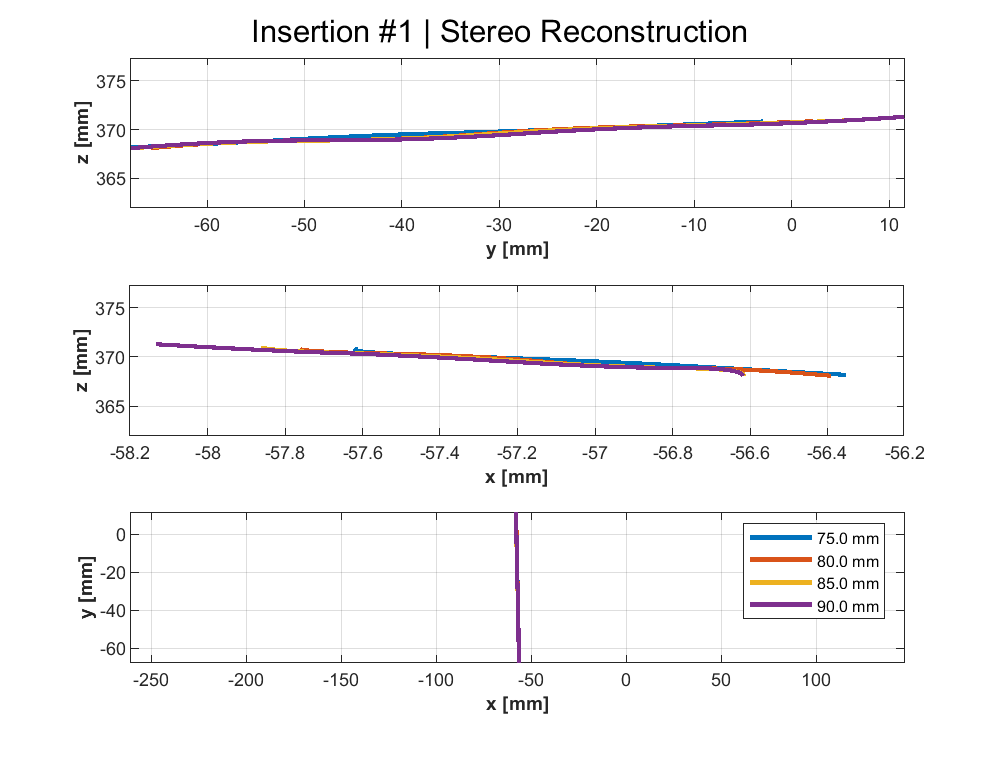 Insertion #1 | Stereo Reconstruction
375
370
365
z [mm]
-60 -50 -40 -30 -20 -10 0 10
y [mm]
375
370
365
z [mm]
-58.2 -58 -57.8 -57.6 -57.4 -57.2 -57 -56.8 -56.6 -56.4 -56.2
x [mm]
0
-20
-40
-60
y [mm]
75.0 mm
80.0 mm
85.0 mm
90.0 mm
-250 -200 -150 -100 -50 0 50 100
x [mm]